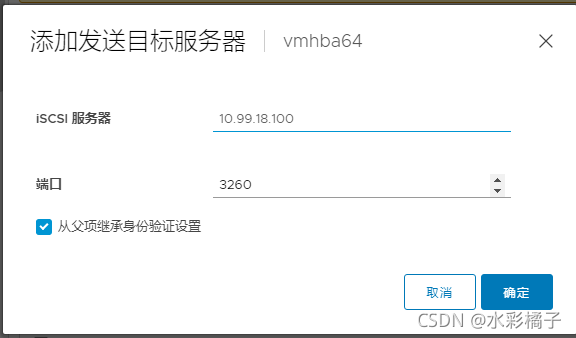 添加发送目标服务器 vmhba64
iSCSI 服务器 10.99.18.100
端口 3260
从父项继承身份验证设置
取消 确定
CSDN @水彩橘子